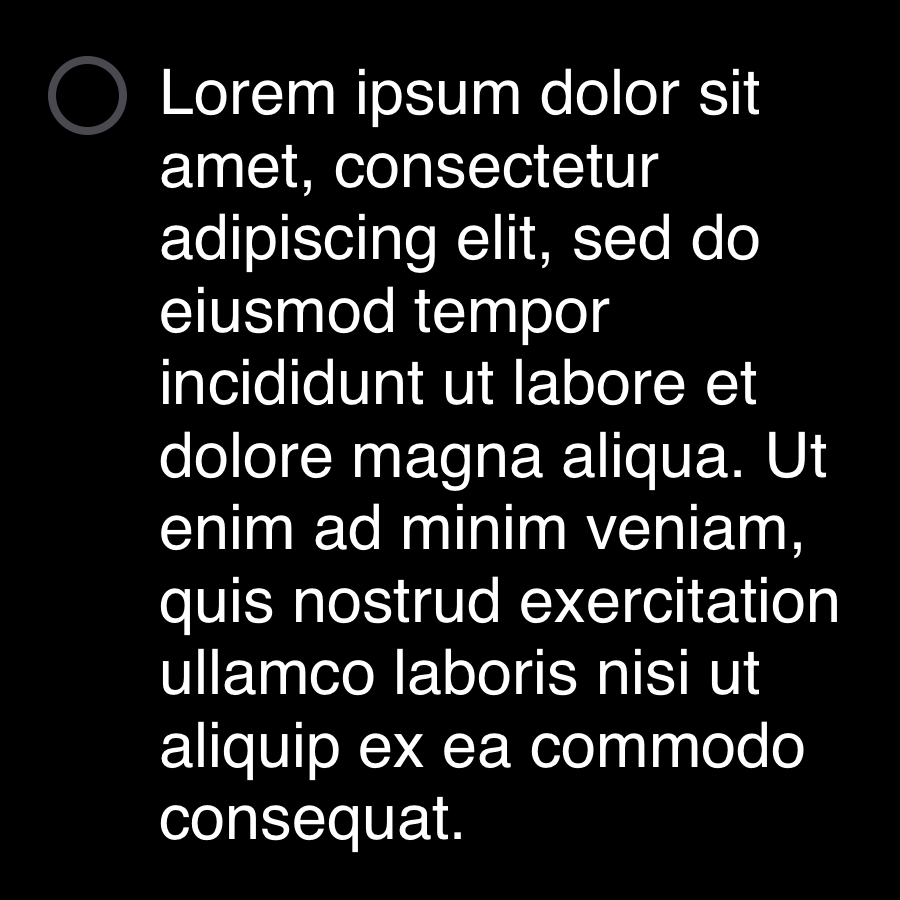 Lorem ipsum dolor sit
amet, consectetur
adipiscing elit, sed do
eiusmod tempor
incididunt ut labore et
dolore magna aliqua. Ut
enim ad minim veniam,
quis nostrud exercitation
ullamco laboris nisi ut
aliquip ex ea commodo
consequat.